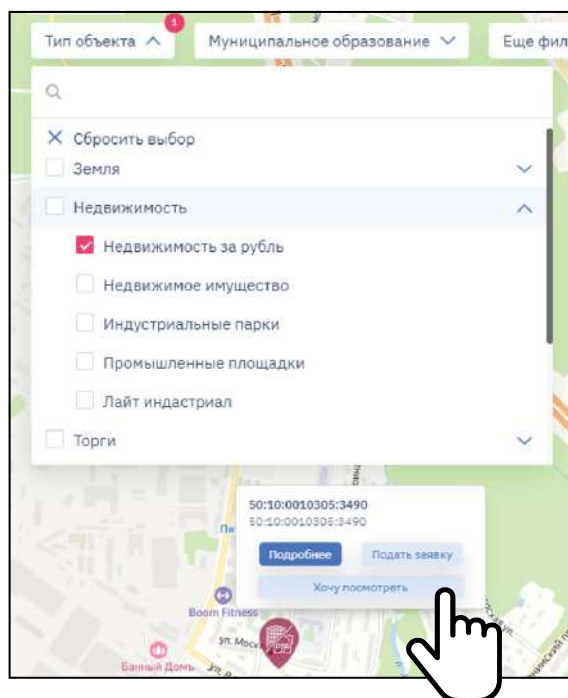 Тип объекта
1
Муниципальное образование
Еще фил
Сбросить выбор
Земля
Недвижимость
Недвижимость за рубль
Недвижимое имущество
Индустриальные парки
Промышленные площадки
Лайт индастриал
Торги
50:10:0010305:3490
50:10:0010305:3490
Пя
Подробнее
Подать заявку
Хочу посмотреть
Boom Fitness
ул. Моск
Банный Домъ